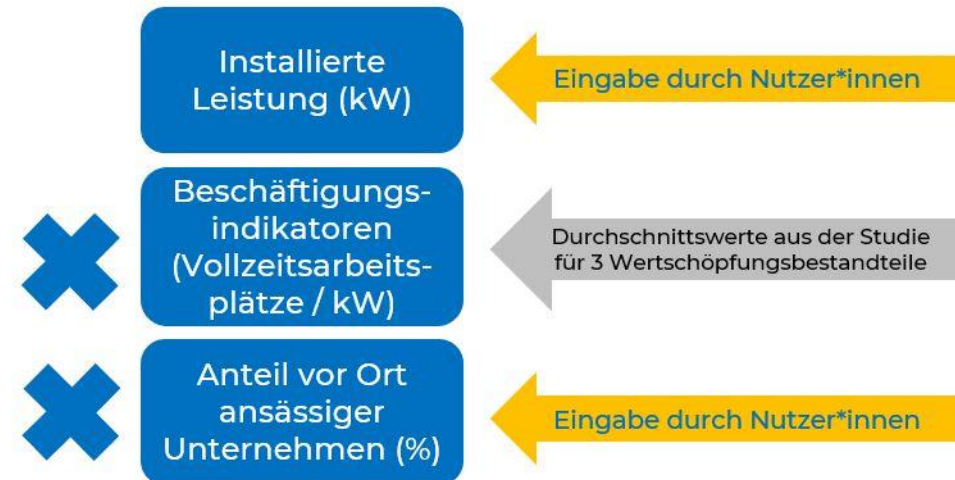 Installierte
Leistung (kW)
Eingabe durch Nutzer*innen
Beschäftigungs-
indikatoren
(Vollzeitsarbeits-
plätze / kW)
Durchschnittswerte aus der Studie
für 3 Wertschöpfungsbestandteile
Anteil vor Ort
ansässiger
Unternehmen (%)
Eingabe durch Nutzer*innen